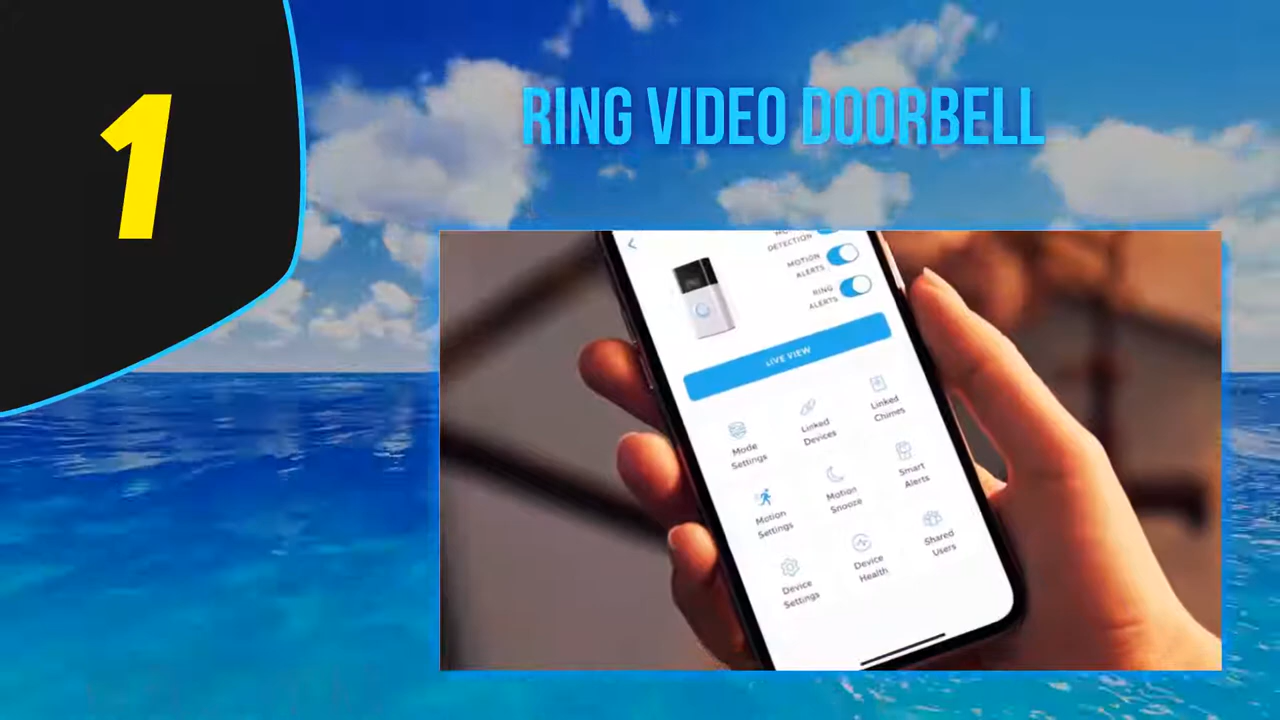 1
RING VIDEO DOORBELL
DETECTION
MOTION
ALERTS
RING
ALERTS
LIVE VIEW
Mode
Settings
Linked
Devices
Linked
Chimes
Motion
Settings
Motion
Snooze
Smart
Alerts
Device
Settings
Device
Health
Shared
Users